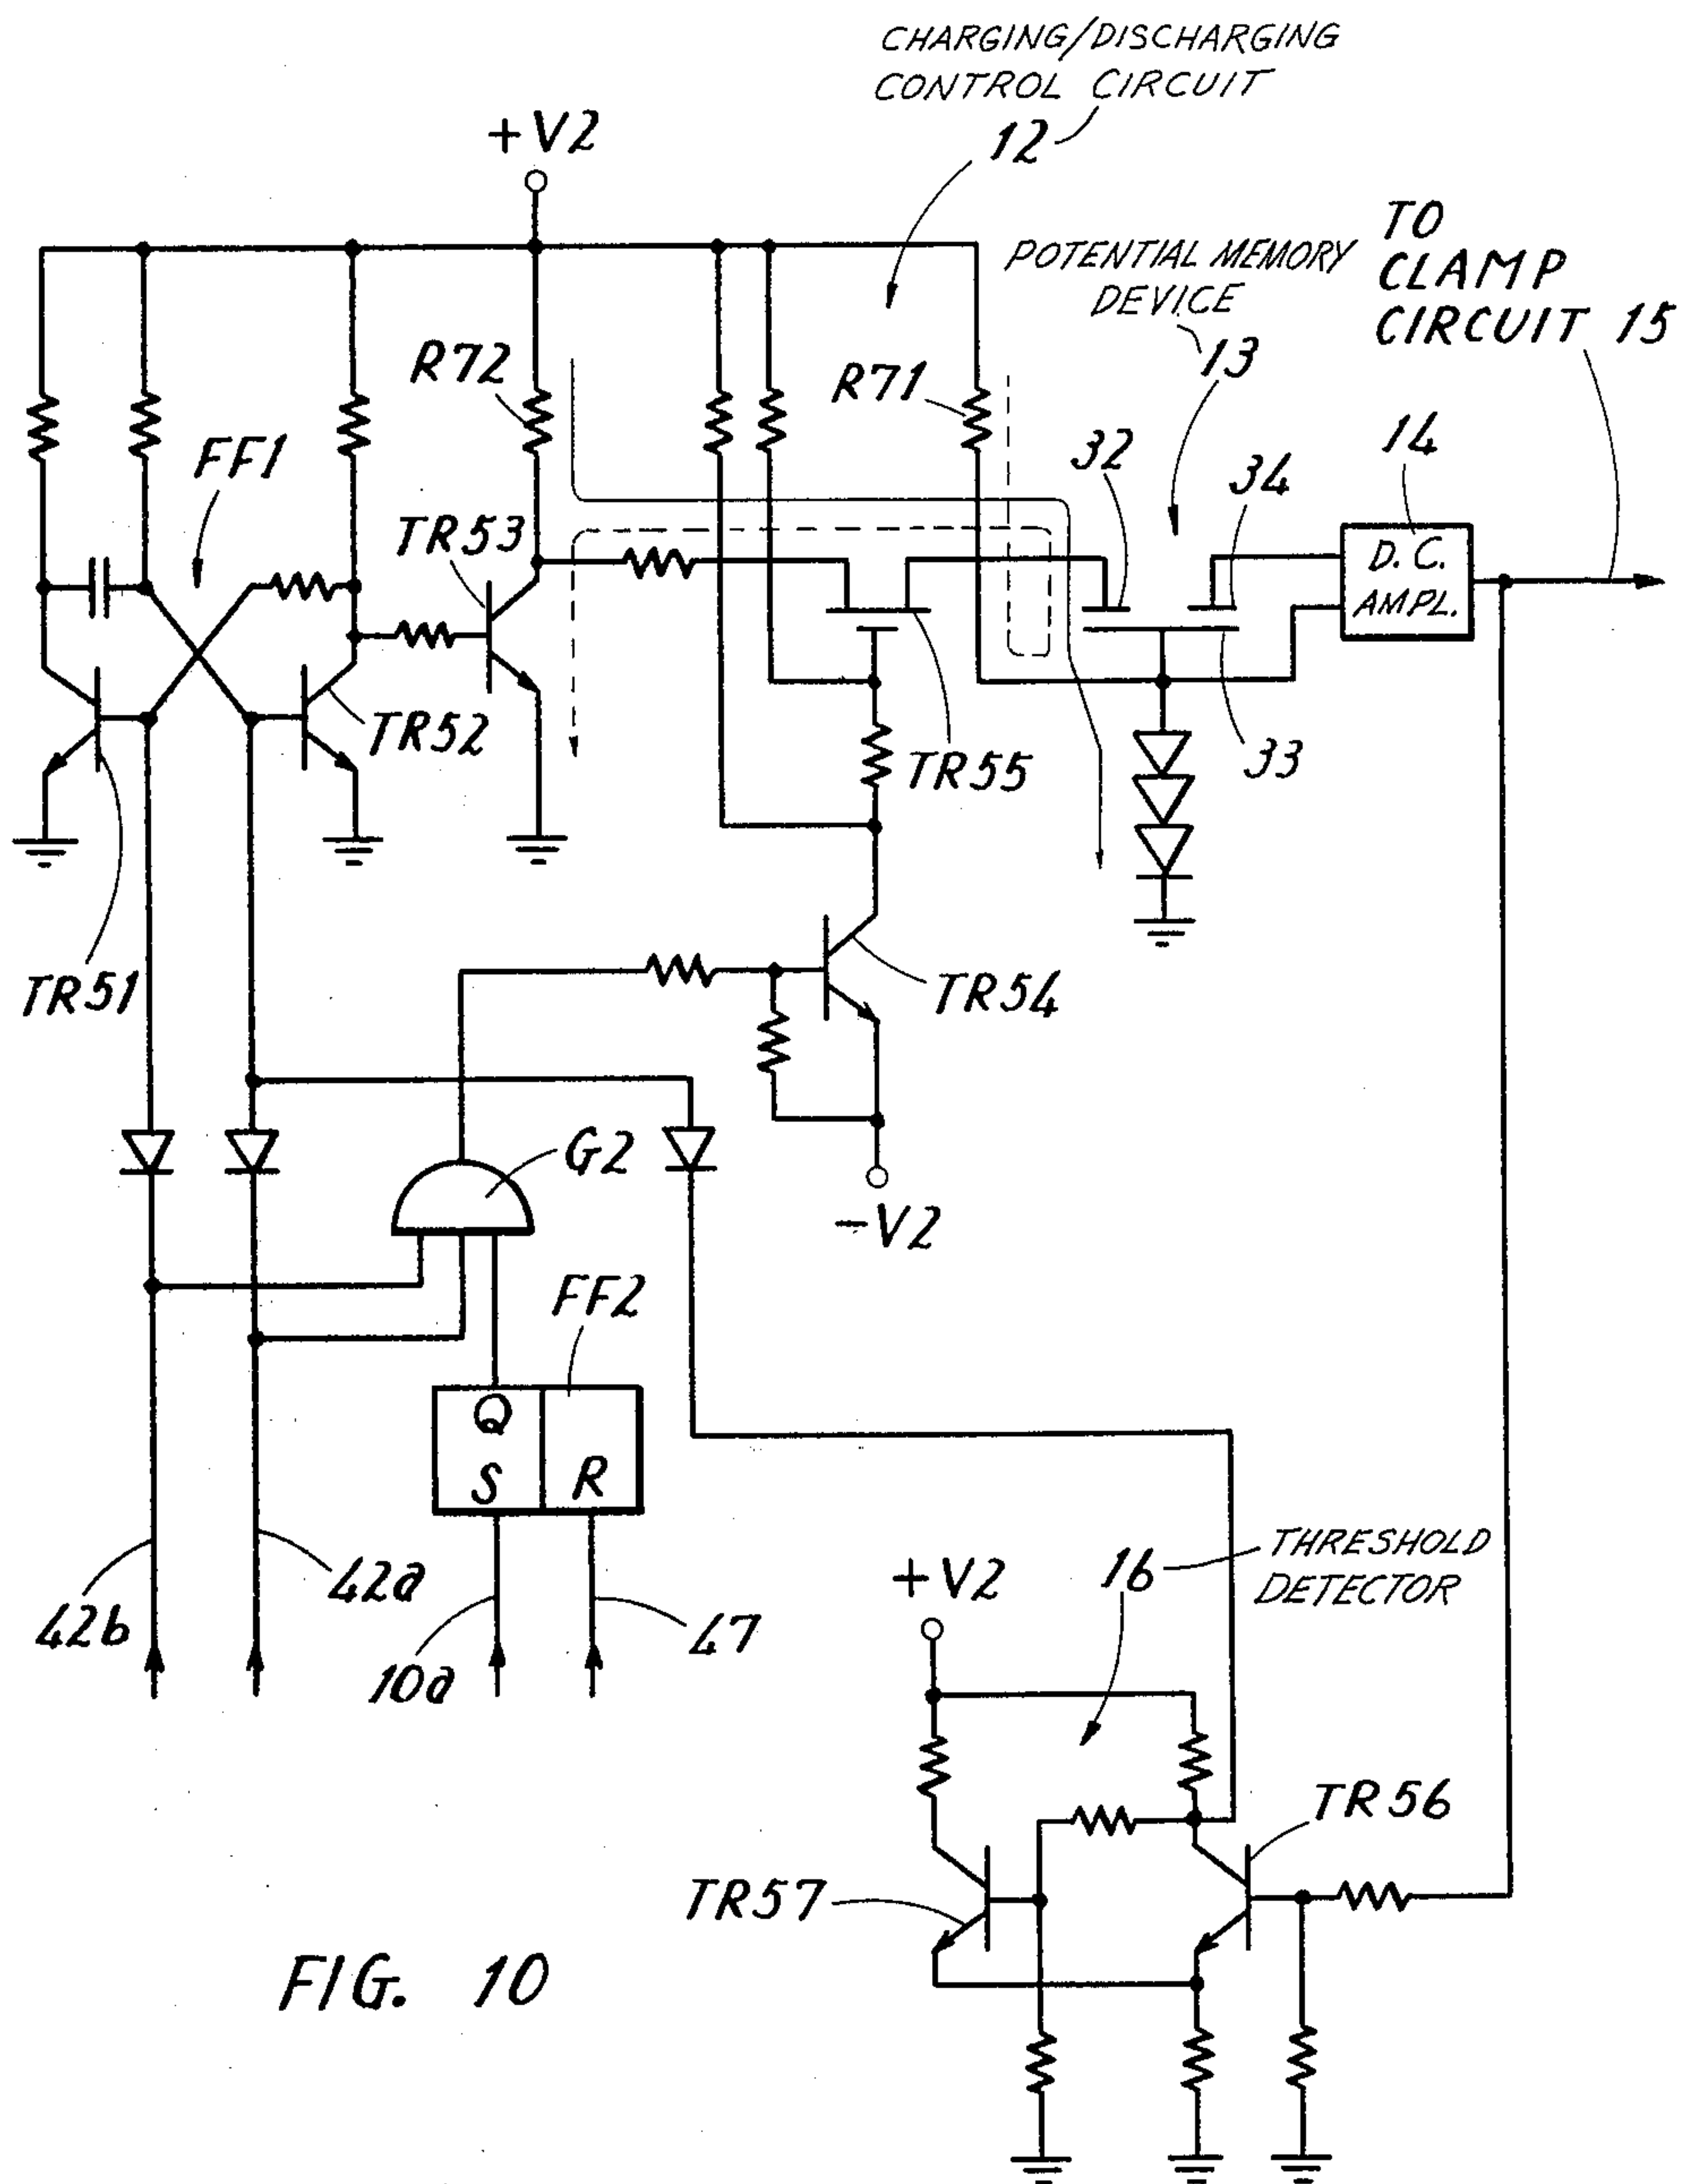 CHARGING/DISCHARGING
CONTROL CIRCUIT
12
+V2
TO
CLAMP
CIRCUIT 15
POTENTIAL MEMORY
DEVICE
13
R72
R71
FF1
32
34
14
TR53
D.C.
AMPL.
TR52
TR55
33
TR51
TR54
G2
-V2
FF2
Q
S
R
42b
42a
10a
47
+V2
16
THRESHOLD
DETECTOR
TR56
TR57
FIG. 10